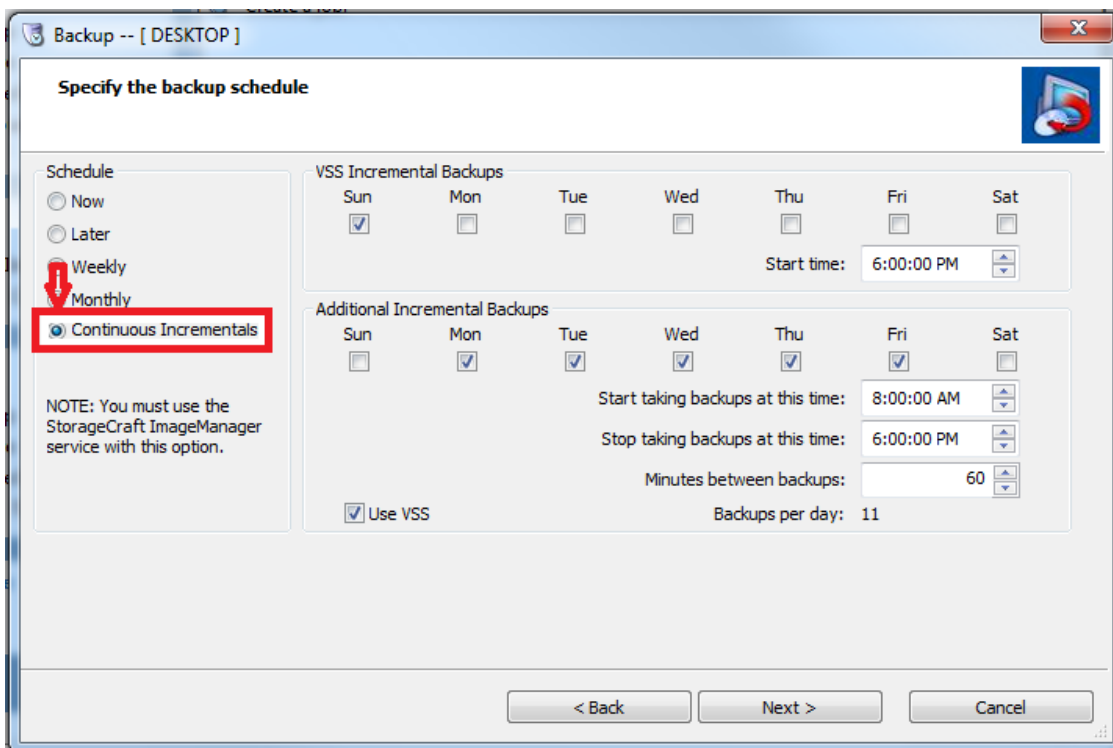 Create a job.
Backup -- [ DESKTOP ]
Specify the backup schedule
Schedule
Now
Later
Weekly
Monthly
Continuous Incrementals
NOTE: You must use the
StorageCraft ImageManager
service with this option.
VSS Incremental Backups
Sun Mon Tue Wed Thu Fri Sat
Start time: 6:00:00 PM
Additional Incremental Backups
Sun Mon Tue Wed Thu Fri Sat
Start taking backups at this time: 8:00:00 AM
Stop taking backups at this time: 6:00:00 PM
Minutes between backups: 60
Use VSS Backups per day: 11
< Back Next > Cancel